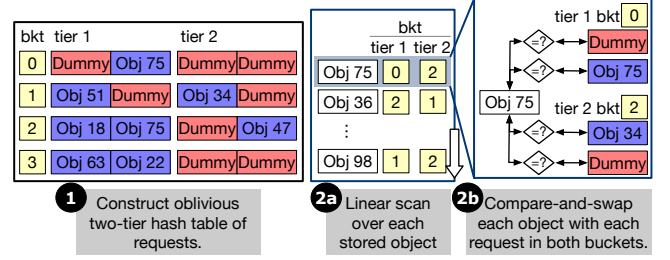 bkt tier 1 tier 2
0 Dummy Obj 75 Dummy Dummy
1 Obj 51 Dummy Obj 34 Dummy
2 Obj 18 Obj 75 Dummy Obj 47
3 Obj 63 Obj 22 Dummy Dummy
1 Construct oblivious
two-tier hash table of
requests.
bkt
tier 1 tier 2
Obj 75 0 2
Obj 36 2 1
⋮
Obj 98 1 2
2a Linear scan
over each
stored object
tier 1 bkt 0
=? Dummy
=? Obj 75
Obj 75
tier 2 bkt 2
=? Obj 34
=? Dummy
2b Compare-and-swap
each object with each
request in both buckets.